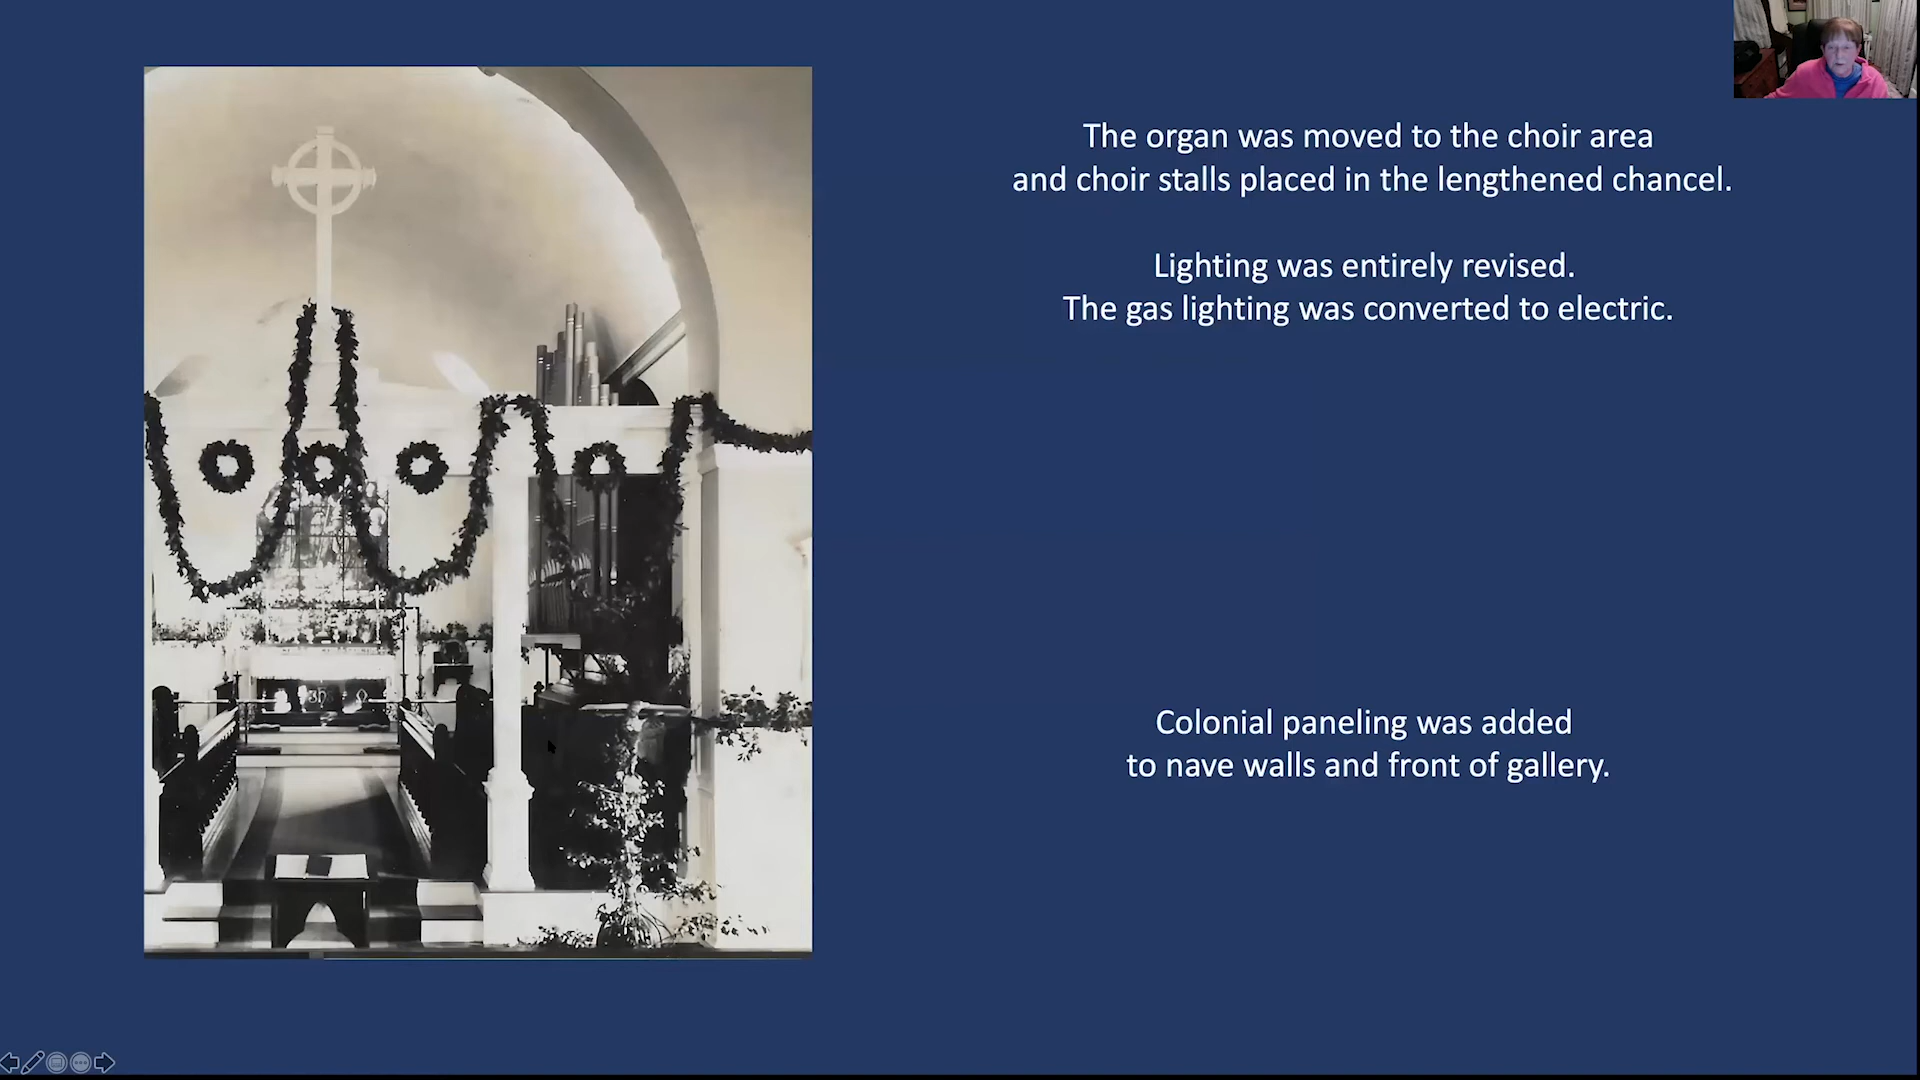 The organ was moved to the choir area
and choir stalls placed in the lengthened chancel.
Lighting was entirely revised.
The gas lighting was converted to electric.
Colonial paneling was added
to nave walls and front of gallery.